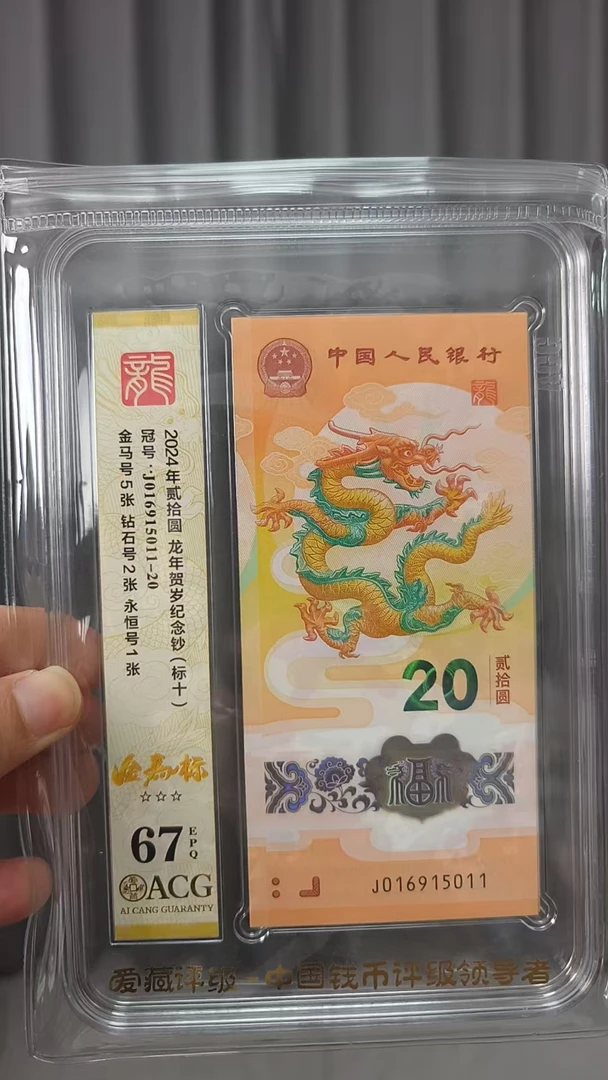 龍
2024年贰拾圆 龙年贺岁纪念钞（标十）
冠号：J016915011-20
金马号5张 钻石号2张 永恒号1张
☆☆☆
67 EPQ
ACG
AI CANG GUARANTY
中国人民银行
龍
20
贰拾圆
福
J016915011
爱藏评级-中国钱币评级领导者